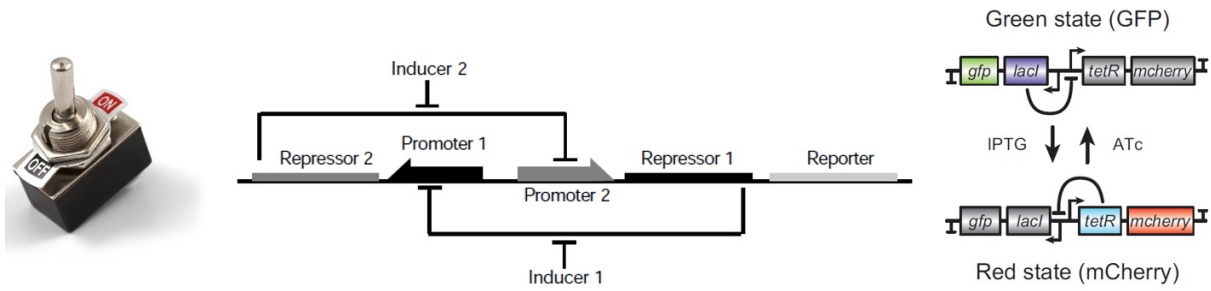 ON
OFF
Inducer 2
Promoter 1
Repressor 2
Repressor 1
Reporter
Promoter 2
Inducer 1
Green state (GFP)
gfp lacI tetR mcherry
IPTG ATc
gfp lacI tetR mcherry
Red state (mCherry)